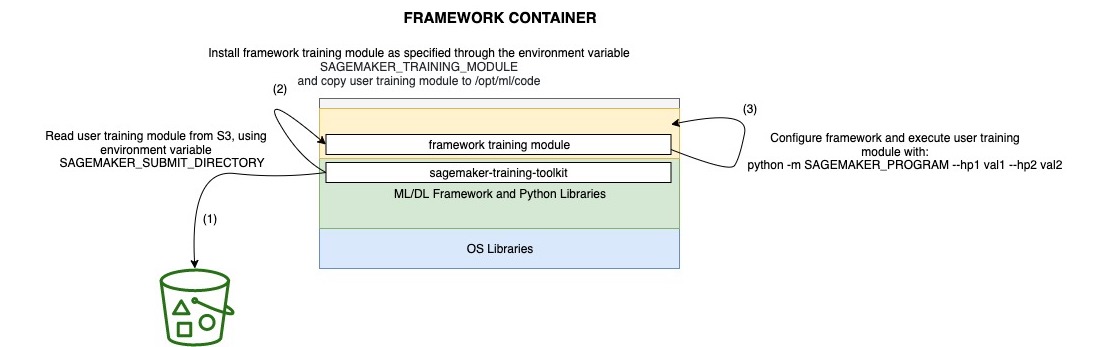 FRAMEWORK CONTAINER
Install framework training module as specified through the environment variable
SAGEMAKER_TRAINING_MODULE
and copy user training module to /opt/ml/code
(2)
(3)
Read user training module from S3, using
environment variable
SAGEMAKER_SUBMIT_DIRECTORY
framework training module
Configure framework and execute user training
module with:
python -m SAGEMAKER_PROGRAM --hp1 val1 --hp2 val2
sagemaker-training-toolkit
ML/DL Framework and Python Libraries
(1)
OS Libraries